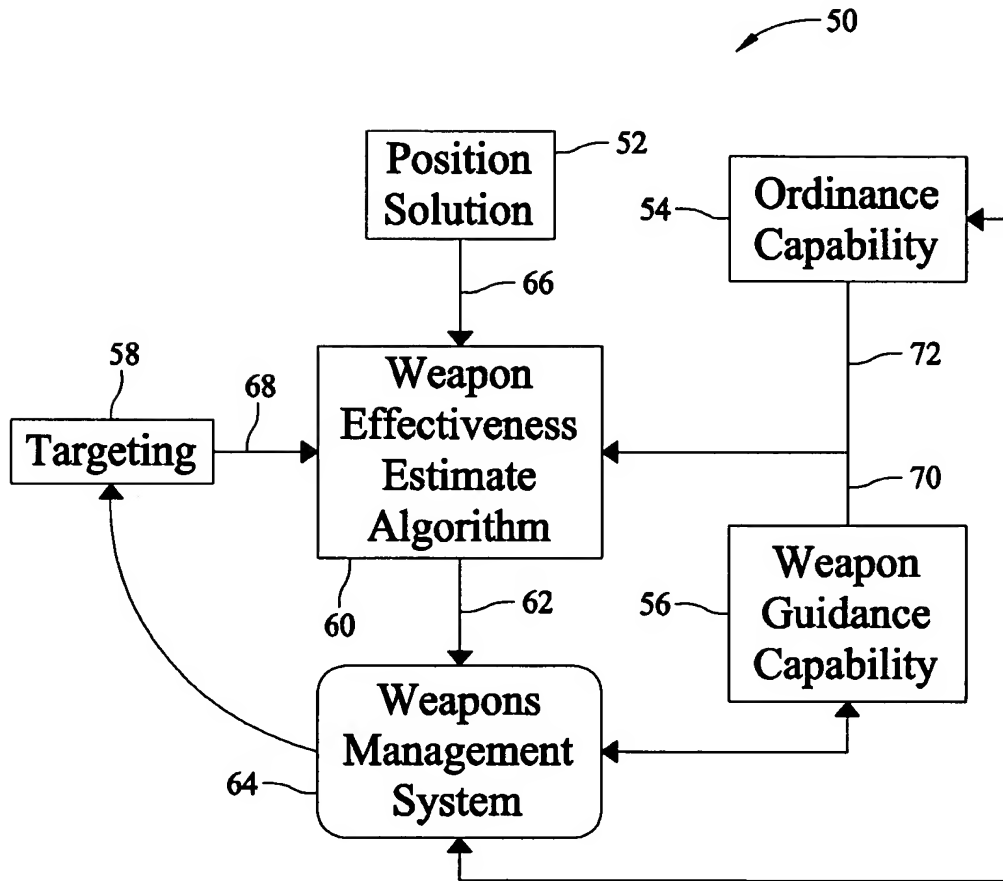 50
Position
Solution
52
54
Ordinance
Capability
66
72
58
68
Targeting
Weapon
Effectiveness
Estimate
Algorithm
70
60
62
56
Weapon
Guidance
Capability
Weapons
Management
System
64